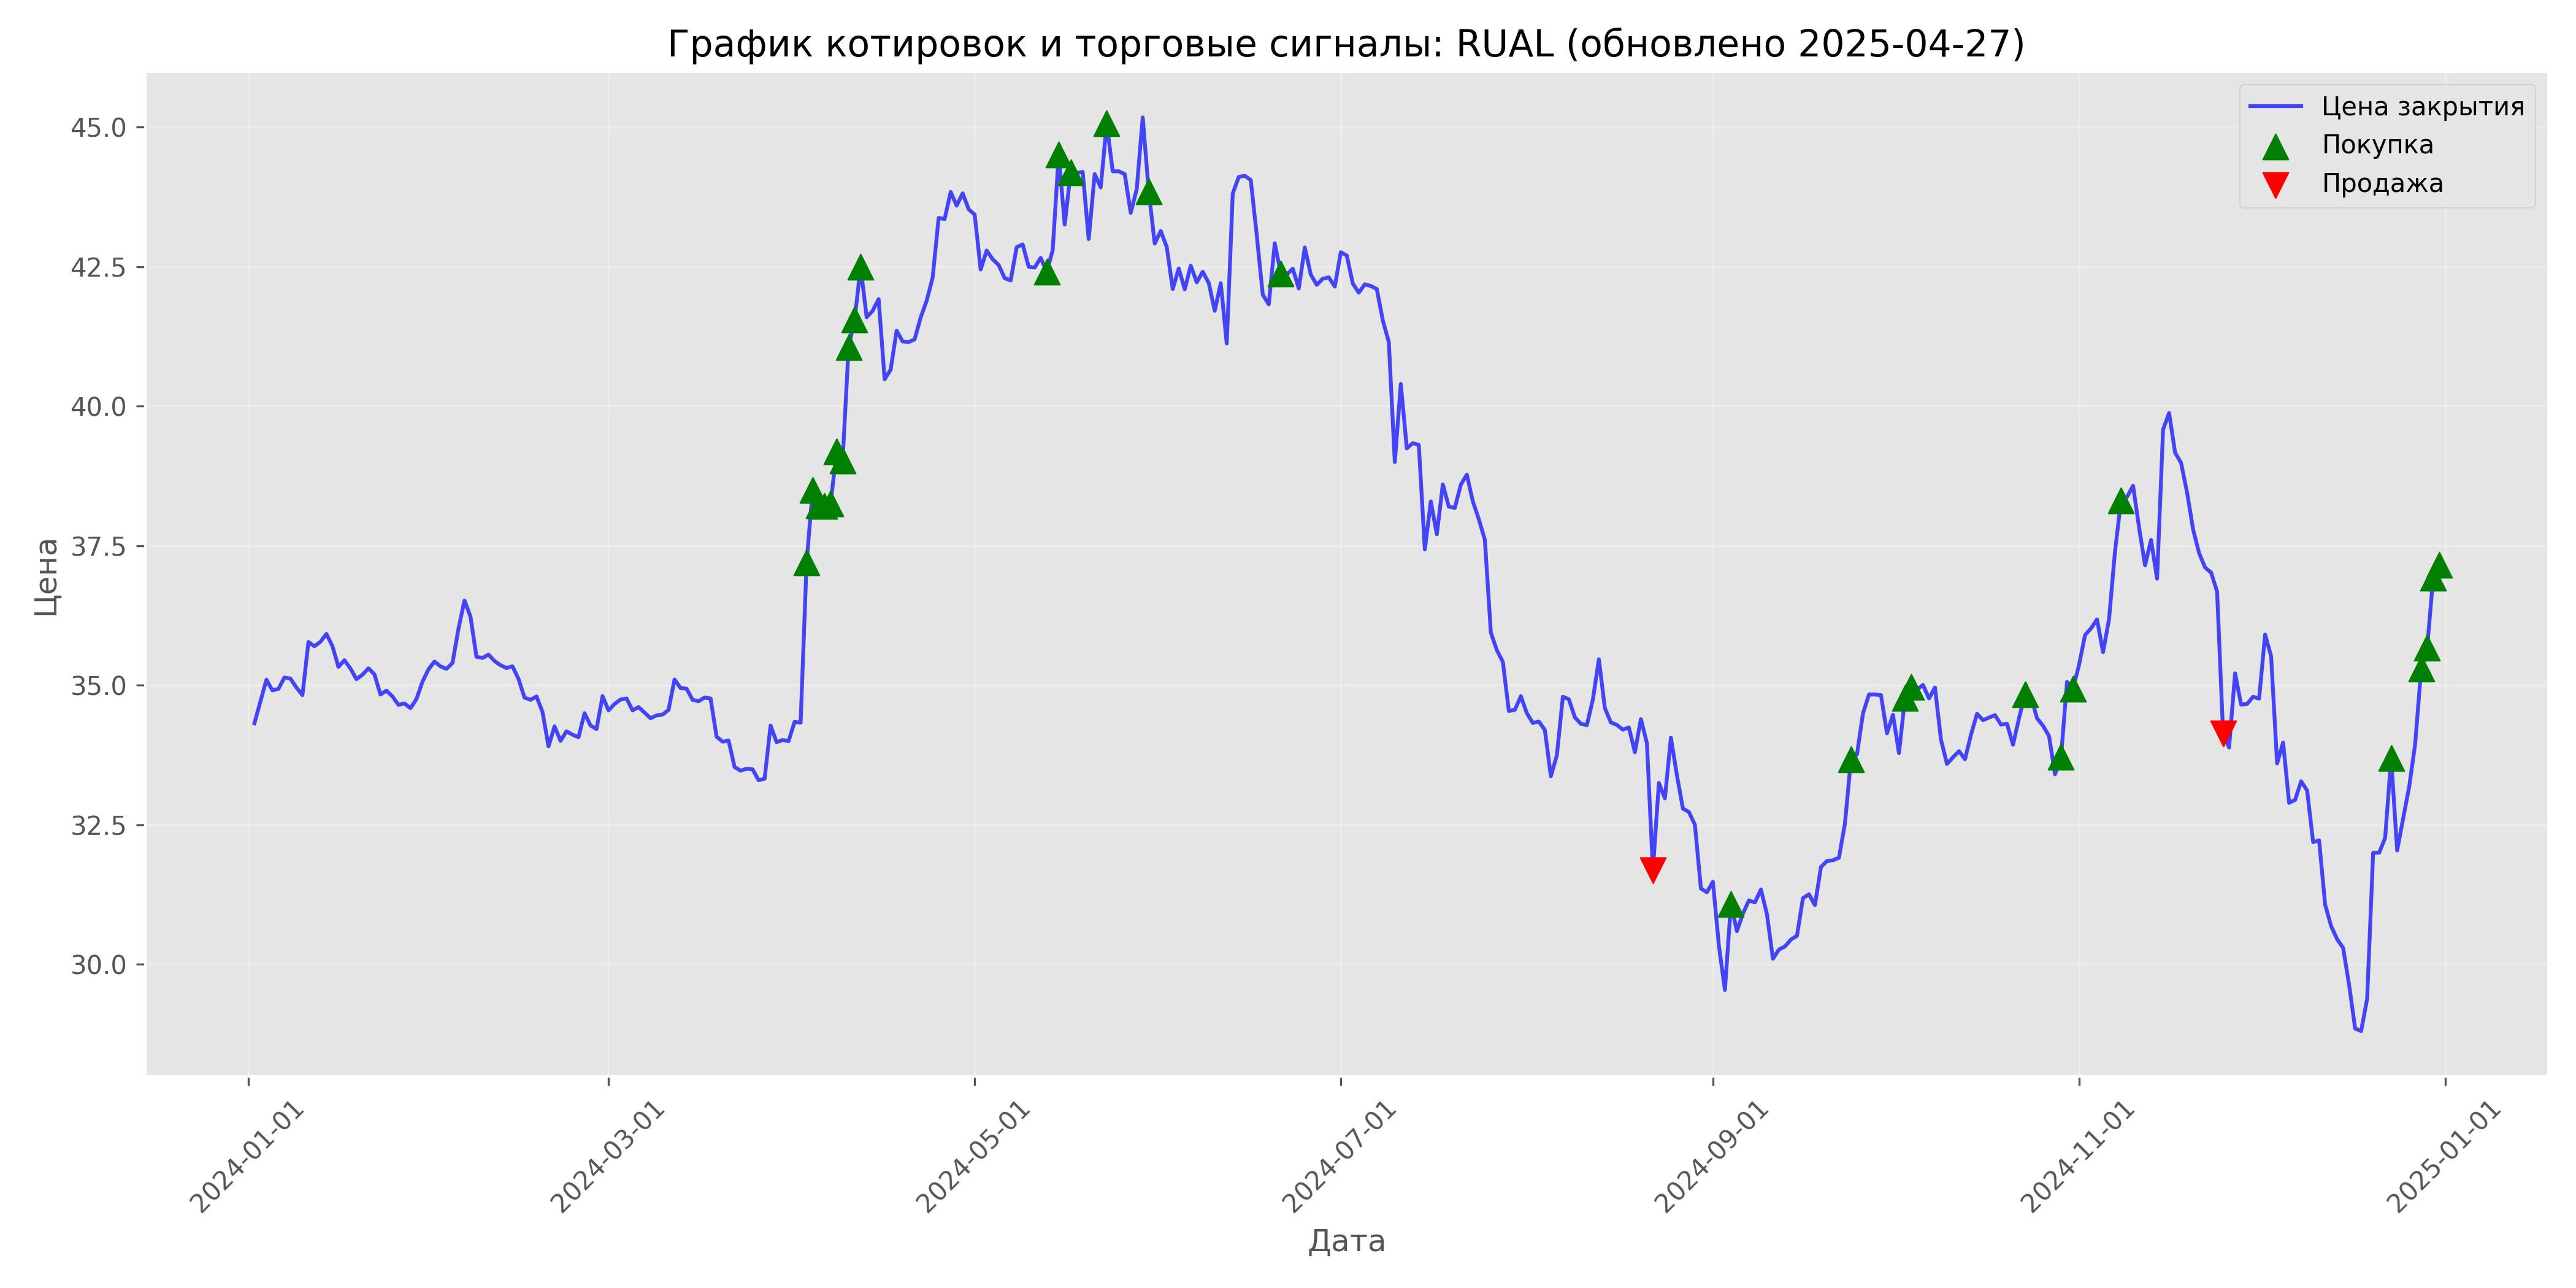 График котировок и торговые сигналы: RUAL (обновлено 2025-04-27)
Цена закрытия
Покупка
Продажа
45.0
42.5
40.0
37.5
35.0
32.5
30.0
Цена
2024-01-01
2024-03-01
2024-05-01
2024-07-01
2024-09-01
2024-11-01
2025-01-01
Дата